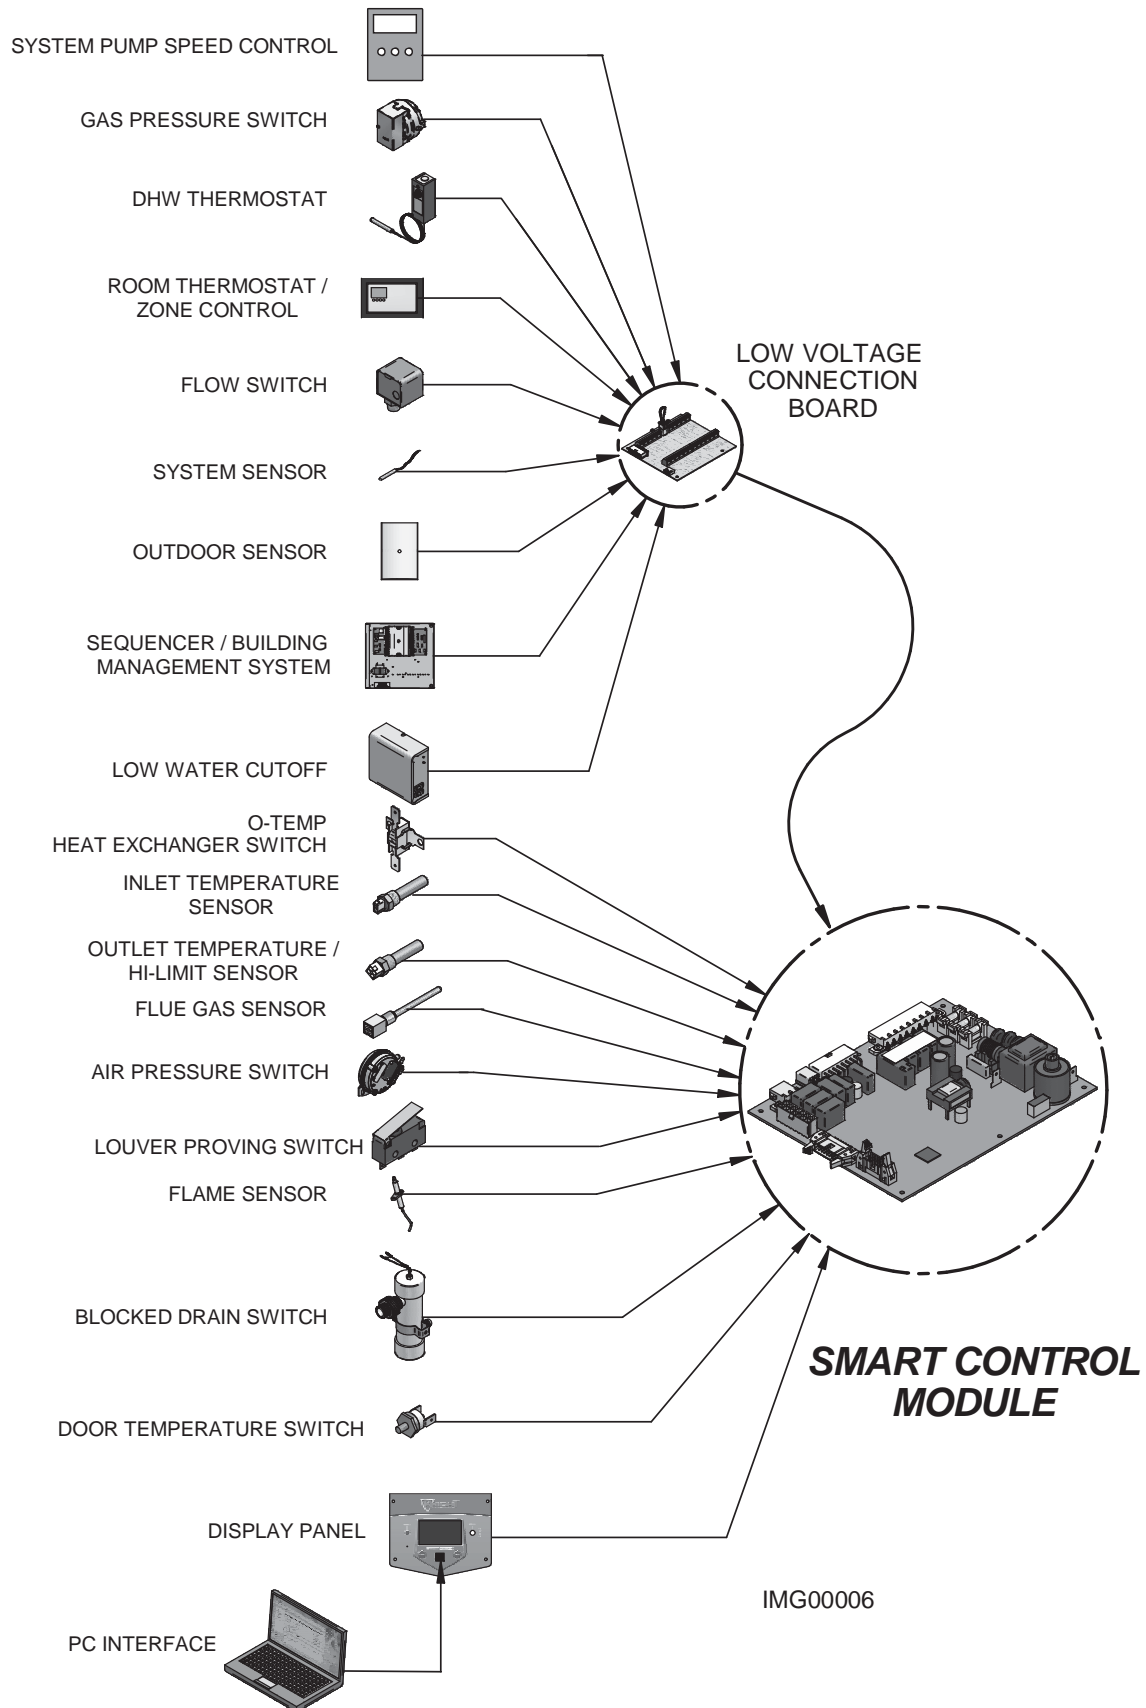 SYSTEM PUMP SPEED CONTROL
GAS PRESSURE SWITCH
DHW THERMOSTAT
ROOM THERMOSTAT /
ZONE CONTROL
FLOW SWITCH
LOW VOLTAGE
CONNECTION
BOARD
SYSTEM SENSOR
OUTDOOR SENSOR
SEQUENCER / BUILDING
MANAGEMENT SYSTEM
LOW WATER CUTOFF
O-TEMP
HEAT EXCHANGER SWITCH
INLET TEMPERATURE
SENSOR
OUTLET TEMPERATURE /
HI-LIMIT SENSOR
FLUE GAS SENSOR
AIR PRESSURE SWITCH
LOUVER PROVING SWITCH
FLAME SENSOR
BLOCKED DRAIN SWITCH
SMART CONTROL
MODULE
DOOR TEMPERATURE SWITCH
DISPLAY PANEL
IMG00006
PC INTERFACE